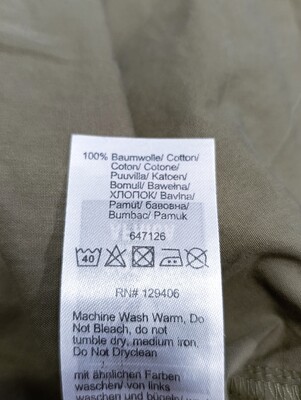 100% Baumwolle/ Cotton/
Coton/ Cotone/
Puuvilla/ Katoen/
Bomull/ Bawełna/
ХЛОПОК/ Bavlna/
Pamut/ бавовна/
Bumbac/ Pamuk
647126
40
RN# 129406
Machine Wash Warm, Do
Not Bleach, do not
tumble dry, medium iron,
Do Not Dryclean
mit ähnlichen Farben
waschen/ von links